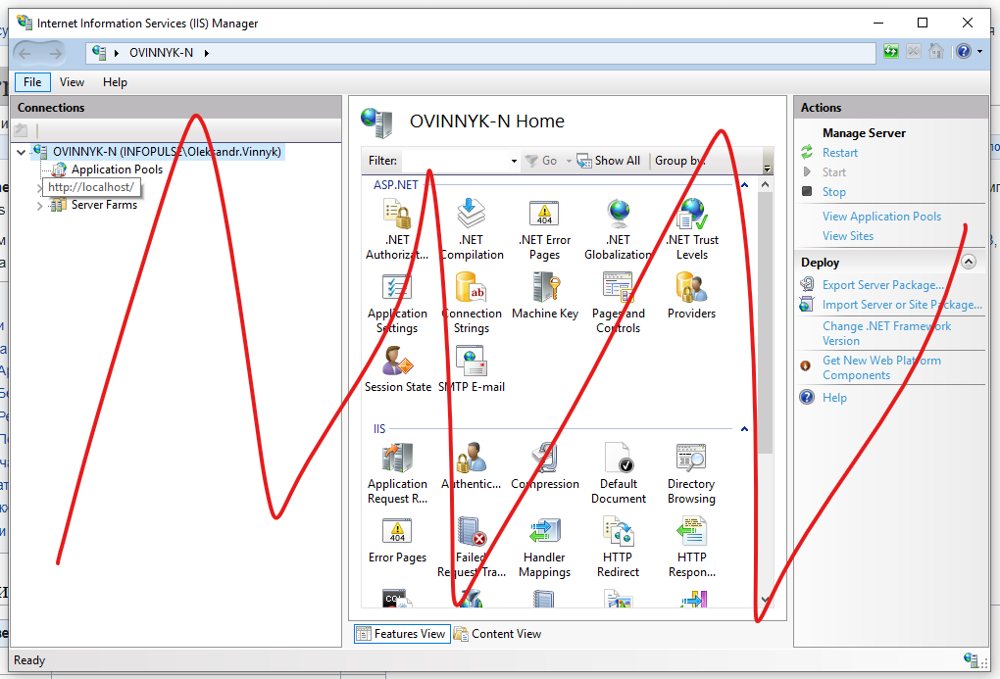 Internet Information Services (IIS) Manager
OVINNYK-N
File View Help
Connections
OVINNYK-N (INFOPULSE\Oleksandr.Vinnyk)
Application Pools
http://localhost/
Server Farms
OVINNYK-N Home
Filter: Go Show All Group by:
ASP.NET
.NET Authorizat...
.NET Compilation
.NET Error Pages
.NET Globalization
.NET Trust Levels
Application Settings
Connection Strings
Machine Key
Pages and Controls
Providers
Session State
SMTP E-mail
IIS
Application Request R...
Authentic...
Compression
Default Document
Directory Browsing
Error Pages
Failed Request Tra...
Handler Mappings
HTTP Redirect
HTTP Respon...
Features View Content View
Actions
Manage Server
Restart
Start
Stop
View Application Pools
View Sites
Deploy
Export Server Package...
Import Server or Site Package...
Change .NET Framework
Version
Get New Web Platform
Components
Help
Ready